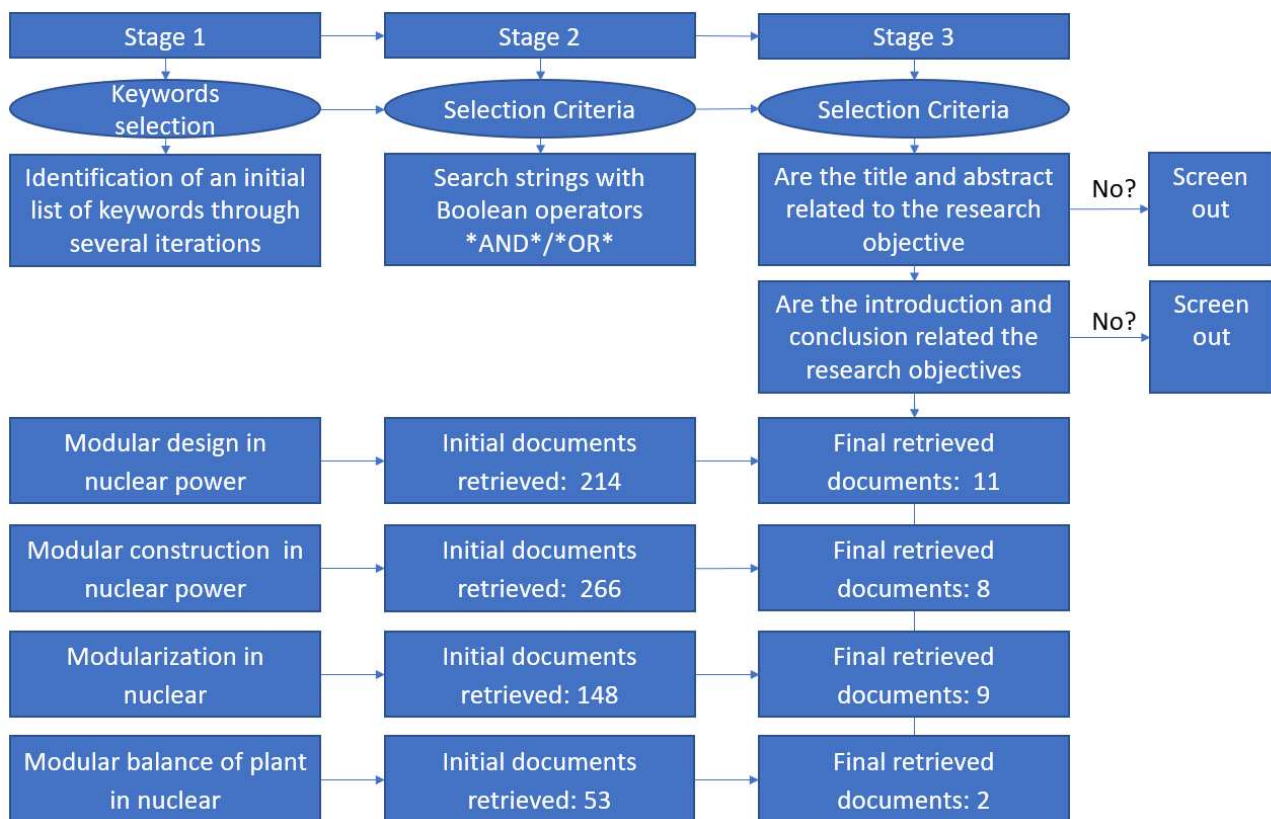 Stage 1
Stage 2
Stage 3
Keywords
selection
Selection Criteria
Selection Criteria
Identification of an initial
list of keywords through
several iterations
Search strings with
Boolean operators
*AND*/*OR*
Are the title and abstract
related to the research
objective
No?
Screen
out
Are the introduction and
conclusion related the
research objectives
No?
Screen
out
Modular design in
nuclear power
Initial documents
retrieved: 214
Final retrieved
documents: 11
Modular construction in
nuclear power
Initial documents
retrieved: 266
Final retrieved
documents: 8
Modularization in
nuclear
Initial documents
retrieved: 148
Final retrieved
documents: 9
Modular balance of plant
in nuclear
Initial documents
retrieved: 53
Final retrieved
documents: 2